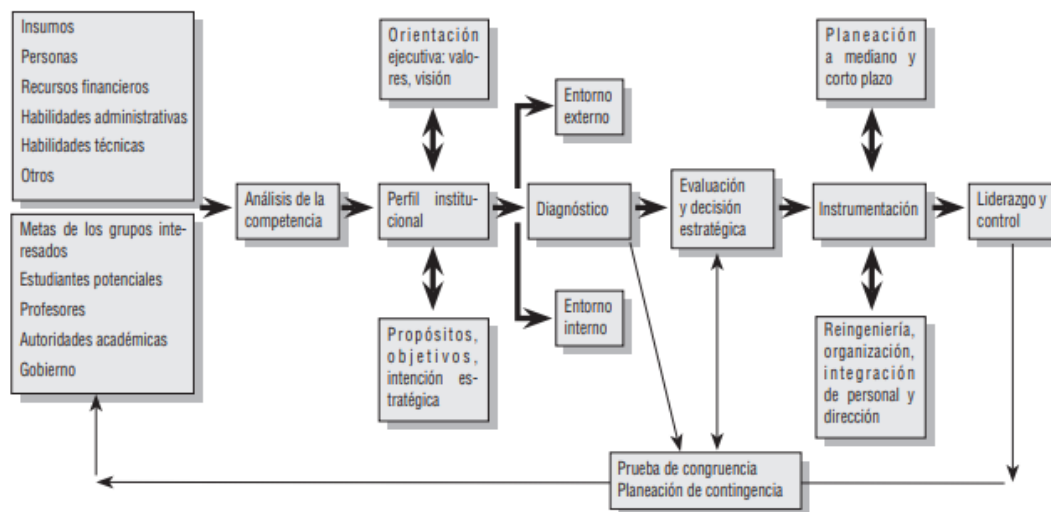 Insumos
Personas
Recursos financieros
Habilidades administrativas
Habilidades técnicas
Otros
Metas de los grupos inte-
resados
Estudiantes potenciales
Profesores
Autoridades académicas
Gobierno
Análisis de la
competencia
Orientación
ejecutiva: valo-
res, visión
Perfil institu-
cional
Propósitos,
objetivos,
intención es-
tratégica
Entorno
externo
Diagnóstico
Entorno
interno
Evaluación
y decisión
estratégica
Planeación
a mediano y
corto plazo
Instrumentación
Reingeniería,
organización,
integración
de personal y
dirección
Liderazgo y
control
Prueba de congruencia
Planeación de contingencia